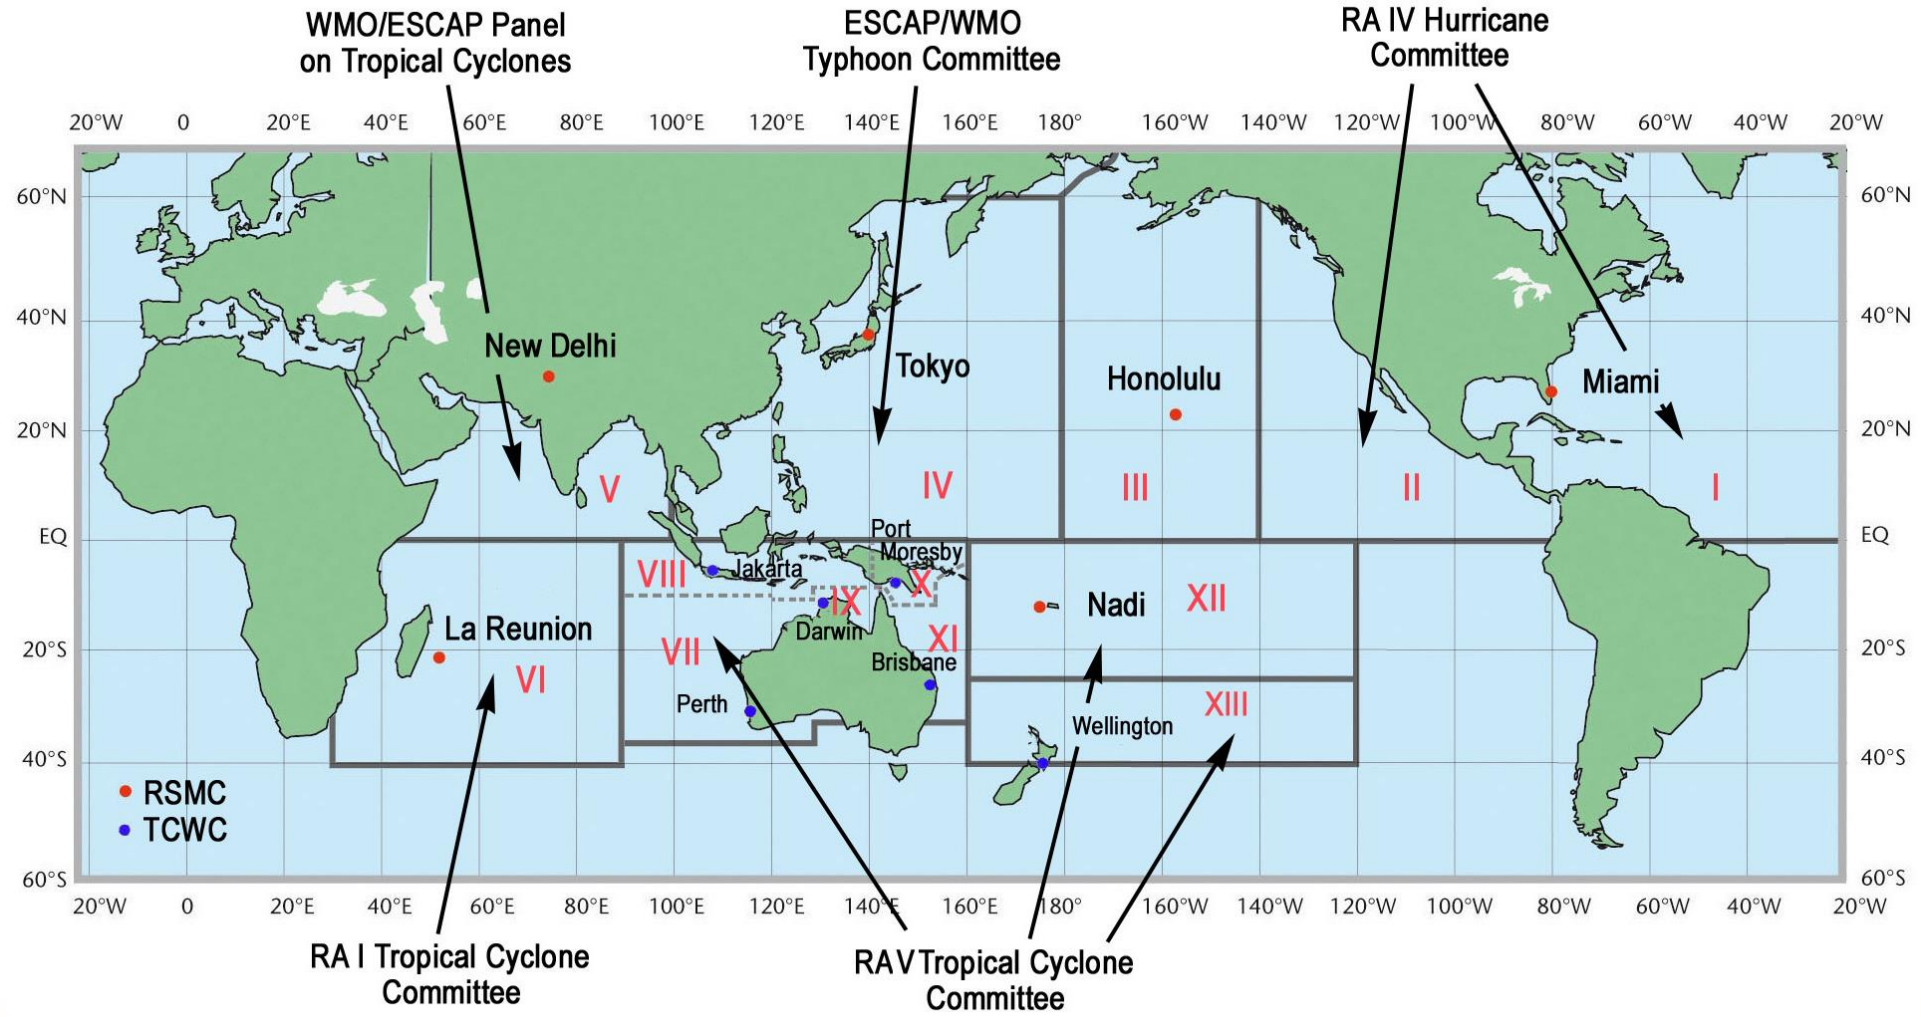 WMO/ESCAP Panel
on Tropical Cyclones
ESCAP/WMO
Typhoon Committee
RA IV Hurricane
Committee
20°W 0 20°E 40°E 60°E 80°E 100°E 120°E 140°E 160°E 180° 160°W 140°W 120°W 100°W 80°W 60°W 40°W 20°W
60°N 60°N
40°N 40°N
New Delhi
Tokyo
Honolulu
Miami
20°N 20°N
V IV III II I
EQ EQ
Port
Moresby
Jakarta
VIII
X
IX
Nadi
XII
La Reunion
Darwin
XI
VII
20°S 20°S
Brisbane
VI
Perth
XIII
Wellington
40°S 40°S
RSMC
TCWC
60°S 60°S
20°W 0 20°E 40°E 60°E 80°E 100°E 120°E 140°E 160°E 180° 160°W 140°W 120°W 100°W 80°W 60°W 40°W 20°W
RA I Tropical Cyclone
Committee
RA V Tropical Cyclone
Committee